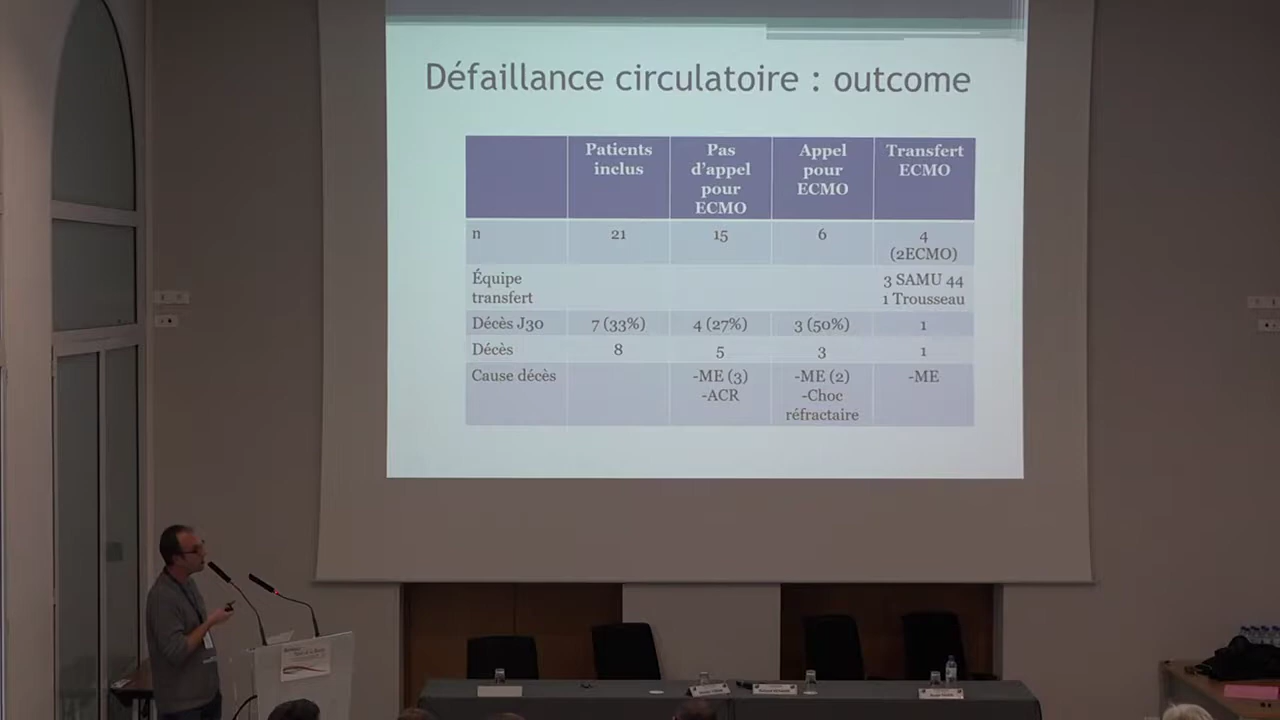 Défaillance circulatoire : outcome
Patients inclus
Pas d'appel pour ECMO
Appel pour ECMO
Transfert ECMO
n 21 15 6 4 (2ECMO)
Équipe transfert 3 SAMU 44 1 Trousseau
Décès J30 7 (33%) 4 (27%) 3 (50%) 1
Décès 8 5 3 1
Cause décès -ME (3) -ACR -ME (2) -Choc réfractaire -ME